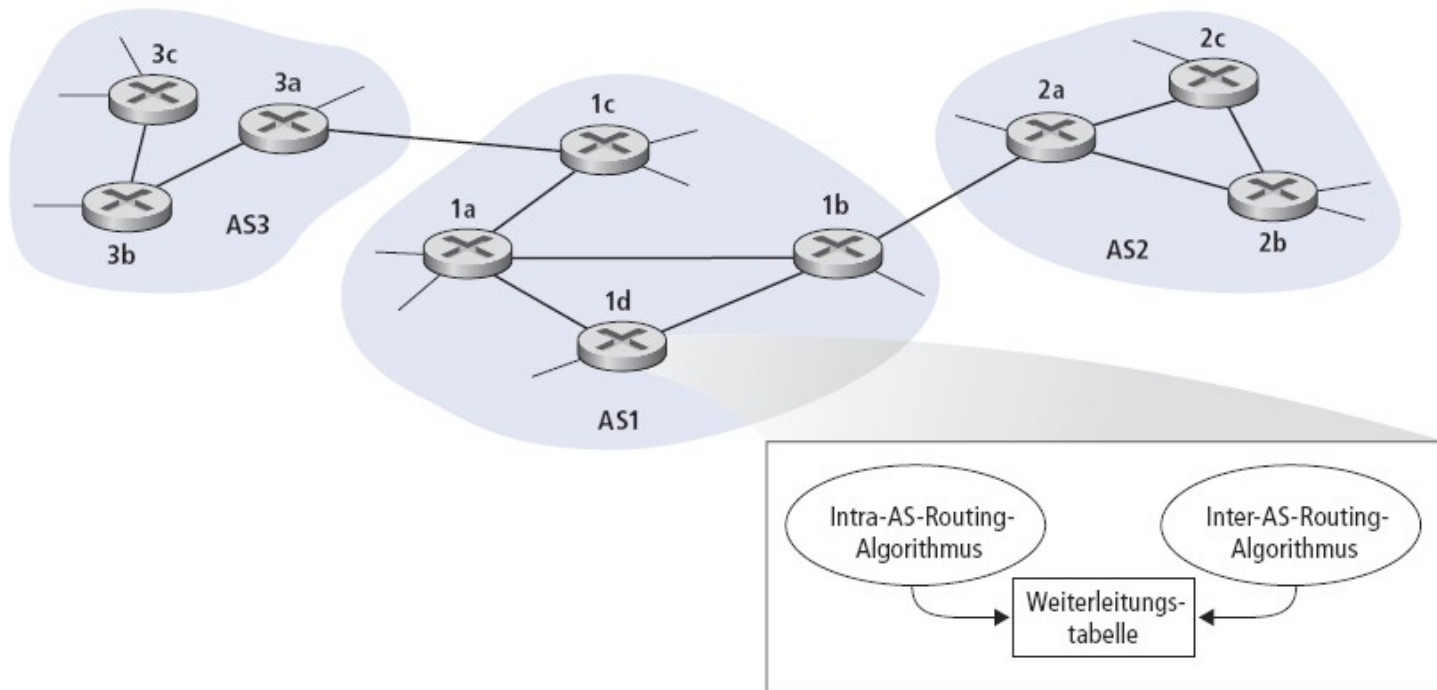 3c
3a
3b
AS3
1c
1a
1b
1d
AS1
2c
2a
2b
AS2
Intra-AS-Routing-
Algorithmus
Inter-AS-Routing-
Algorithmus
Weiterleitungs-
tabelle